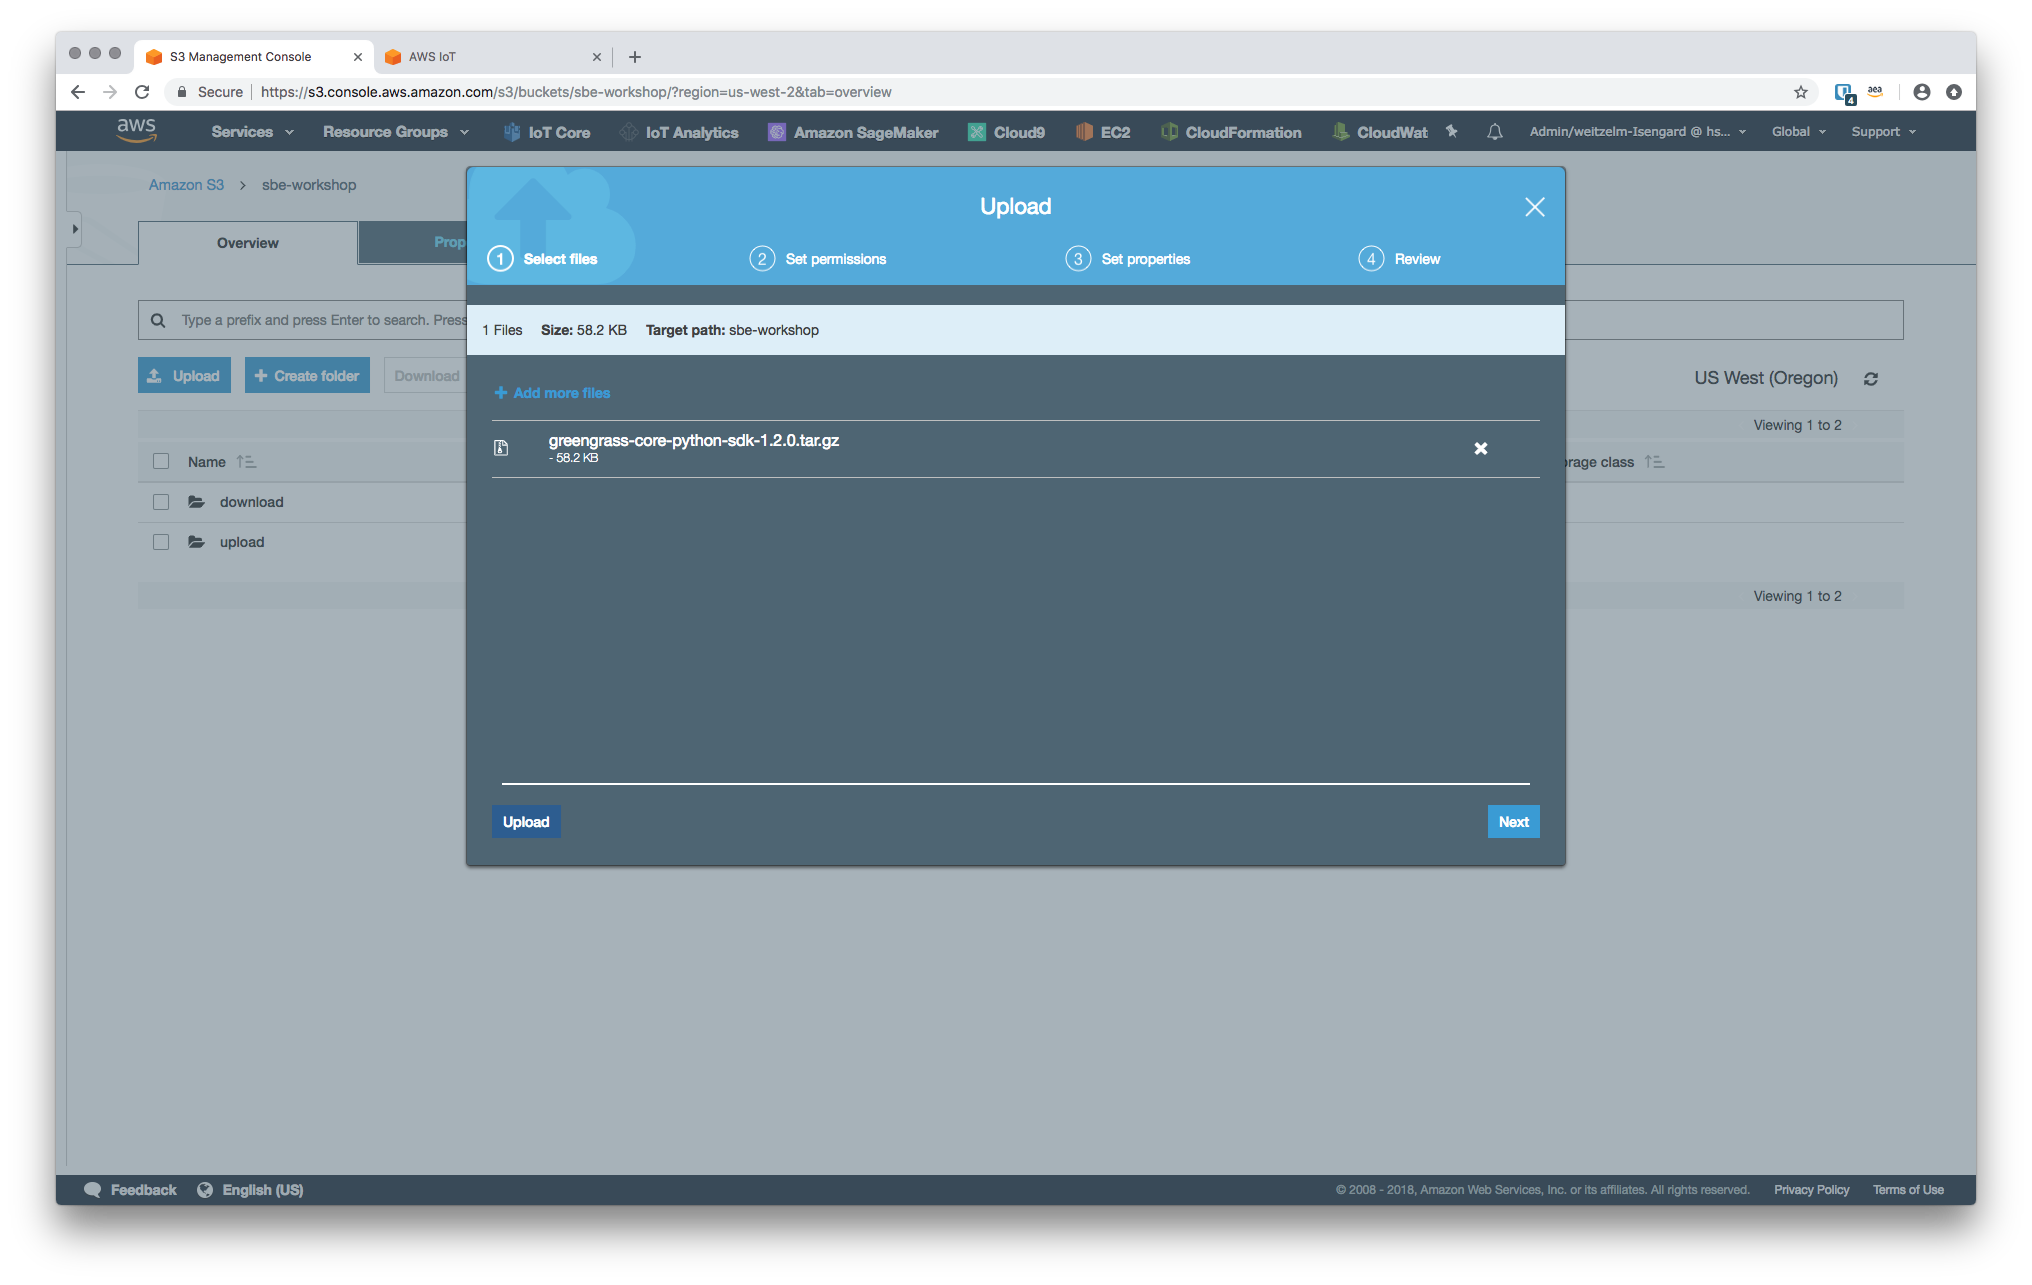 S3 Management Console
AWS IoT
Secure https://s3.console.aws.amazon.com/s3/buckets/sbe-workshop/?region=us-west-2&tab=overview
4
aea
aws
Services
Resource Groups
IoT Core
IoT Analytics
Amazon SageMaker
Cloud9
EC2
CloudFormation
CloudWat
Admin/weitzelm-Isengard @ hs...
Global
Support
Amazon S3 > sbe-workshop
Overview
Prop
Upload
1 Select files
2 Set permissions
3 Set properties
4 Review
Type a prefix and press Enter to search. Press
1 Files Size: 58.2 KB Target path: sbe-workshop
Upload
+ Create folder
Download
+ Add more files
US West (Oregon)
Viewing 1 to 2
greengrass-core-python-sdk-1.2.0.tar.gz
- 58.2 KB
Name
rage class
download
upload
Viewing 1 to 2
Upload
Next
Feedback
English (US)
© 2008 - 2018, Amazon Web Services, Inc. or its affiliates. All rights reserved.
Privacy Policy
Terms of Use